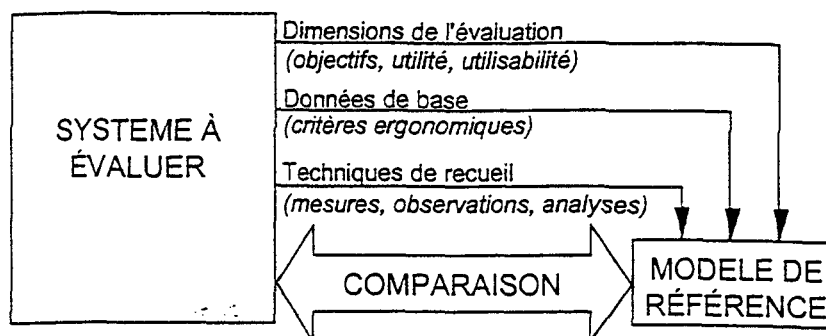 Dimensions de l'évaluation
(objectifs, utilité, utilisabilité)
Données de base
(critères ergonomiques)
SYSTEME À
ÉVALUER
Techniques de recueil
(mesures, observations, analyses)
COMPARAISON
MODELE DE
RÉFÉRENCE